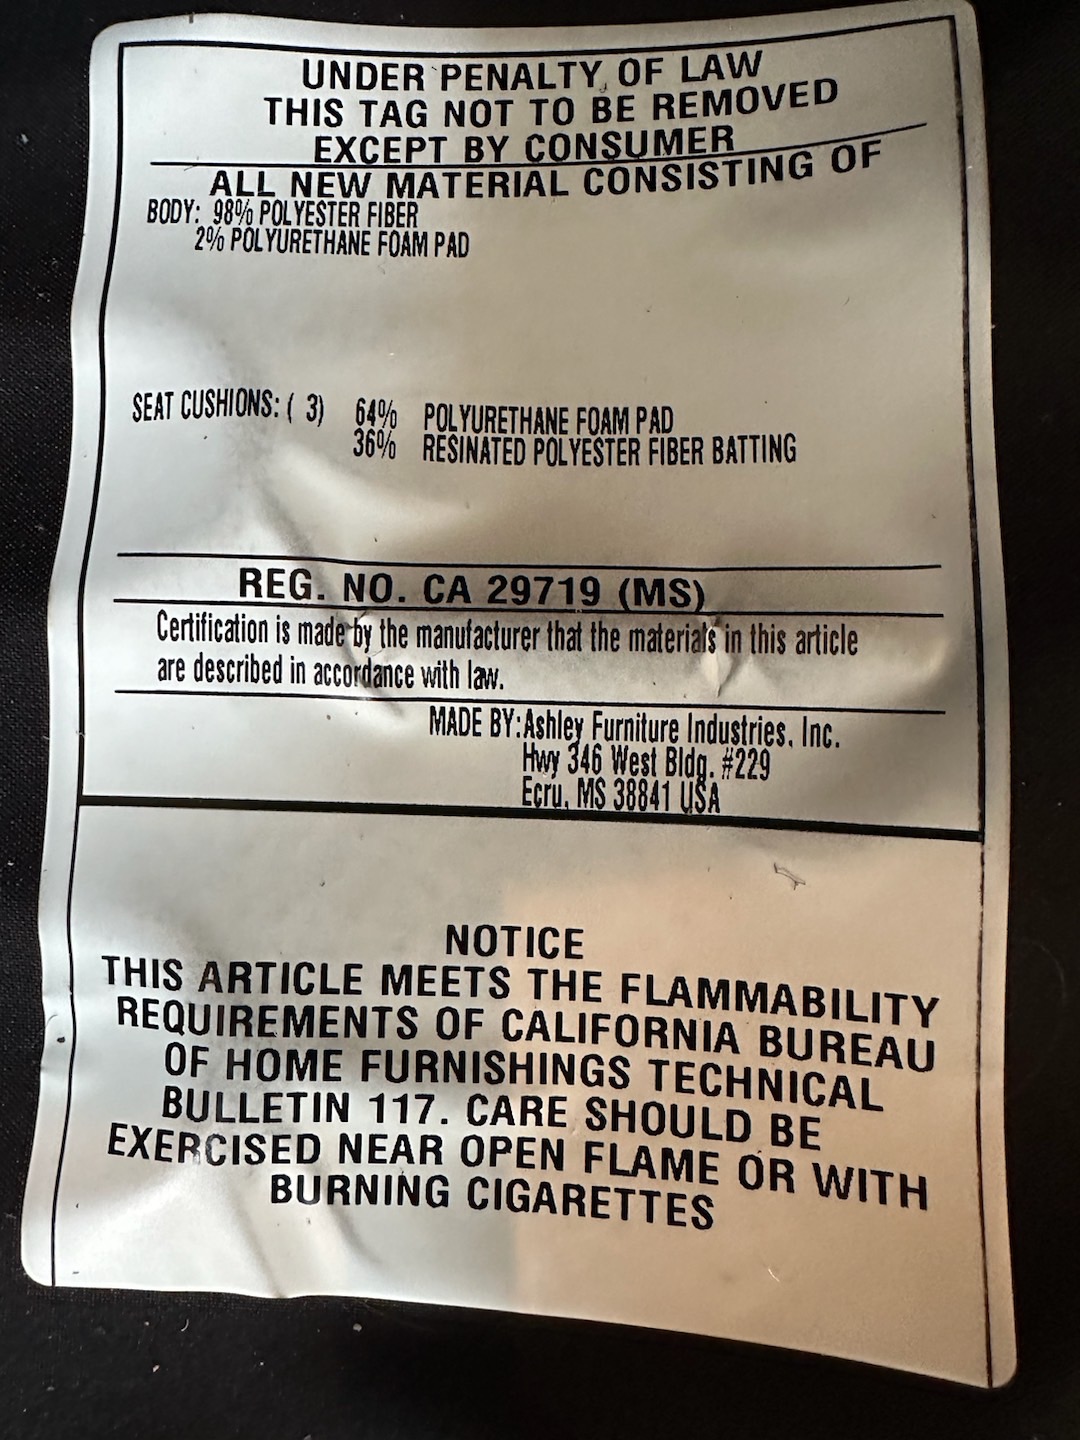 UNDER PENALTY OF LAW
THIS TAG NOT TO BE REMOVED
EXCEPT BY CONSUMER
ALL NEW MATERIAL CONSISTING OF
BODY: 98% POLYESTER FIBER
2% POLYURETHANE FOAM PAD
SEAT CUSHIONS: ( 3) 64% POLYURETHANE FOAM PAD
36% RESINATED POLYESTER FIBER BATTING
REG. NO. CA 29719 (MS)
Certification is made by the manufacturer that the materials in this article
are described in accordance with law.
MADE BY:Ashley Furniture Industries, Inc.
Hwy 346 West Bldg. #229
Ecru, MS 38841 USA
NOTICE
THIS ARTICLE MEETS THE FLAMMABILITY
REQUIREMENTS OF CALIFORNIA BUREAU
OF HOME FURNISHINGS TECHNICAL
BULLETIN 117. CARE SHOULD BE
EXERCISED NEAR OPEN FLAME OR WITH
BURNING CIGARETTES